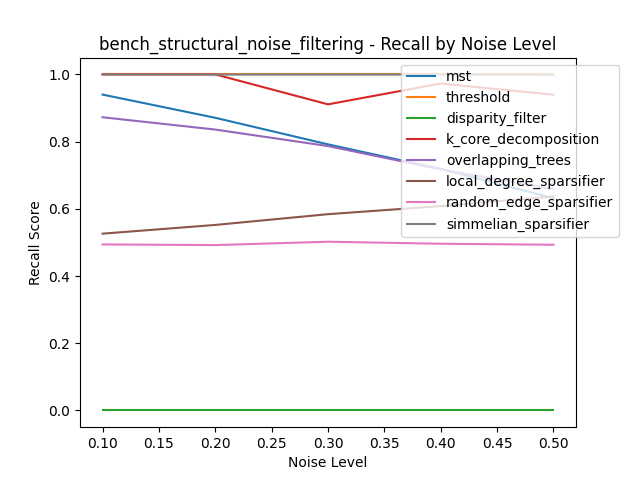 bench_structural_noise_filtering - Recall by Noise Level
1.0
0.8
0.6
0.4
0.2
0.0
Recall Score
mst
threshold
disparity_filter
k_core_decomposition
overlapping_trees
local_degree_sparsifier
random_edge_sparsifier
simmelian_sparsifier
0.10 0.15 0.20 0.25 0.30 0.35 0.40 0.45 0.50
Noise Level